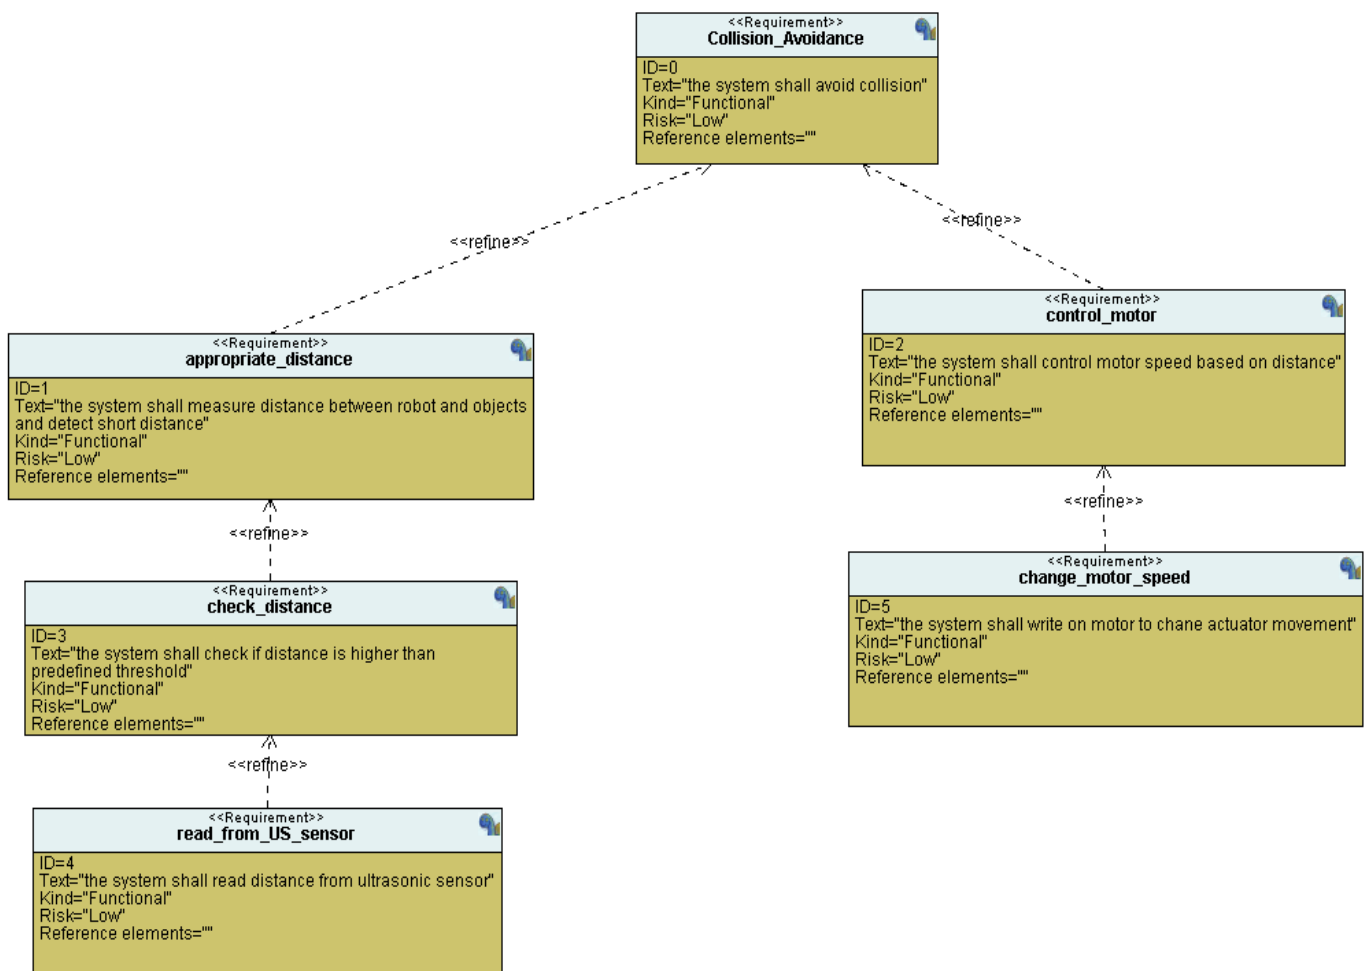 <<Requirement>>
Collision_Avoidance
ID=0
Text="the system shall avoid collision"
Kind="Functional"
Risk="Low"
Reference elements=""
<<refine>>
<<refine>>
<<Requirement>>
appropriate_distance
ID=1
Text="the system shall measure distance between robot and objects
and detect short distance"
Kind="Functional"
Risk="Low"
Reference elements=""
<<Requirement>>
control_motor
ID=2
Text="the system shall control motor speed based on distance"
Kind="Functional"
Risk="Low"
Reference elements=""
<<refine>>
<<refine>>
<<Requirement>>
check_distance
ID=3
Text="the system shall check if distance is higher than
predefined threshold"
Kind="Functional"
Risk="Low"
Reference elements=""
<<Requirement>>
change_motor_speed
ID=5
Text="the system shall write on motor to chane actuator movement"
Kind="Functional"
Risk="Low"
Reference elements=""
<<refine>>
<<Requirement>>
read_from_US_sensor
ID=4
Text="the system shall read distance from ultrasonic sensor"
Kind="Functional"
Risk="Low"
Reference elements=""